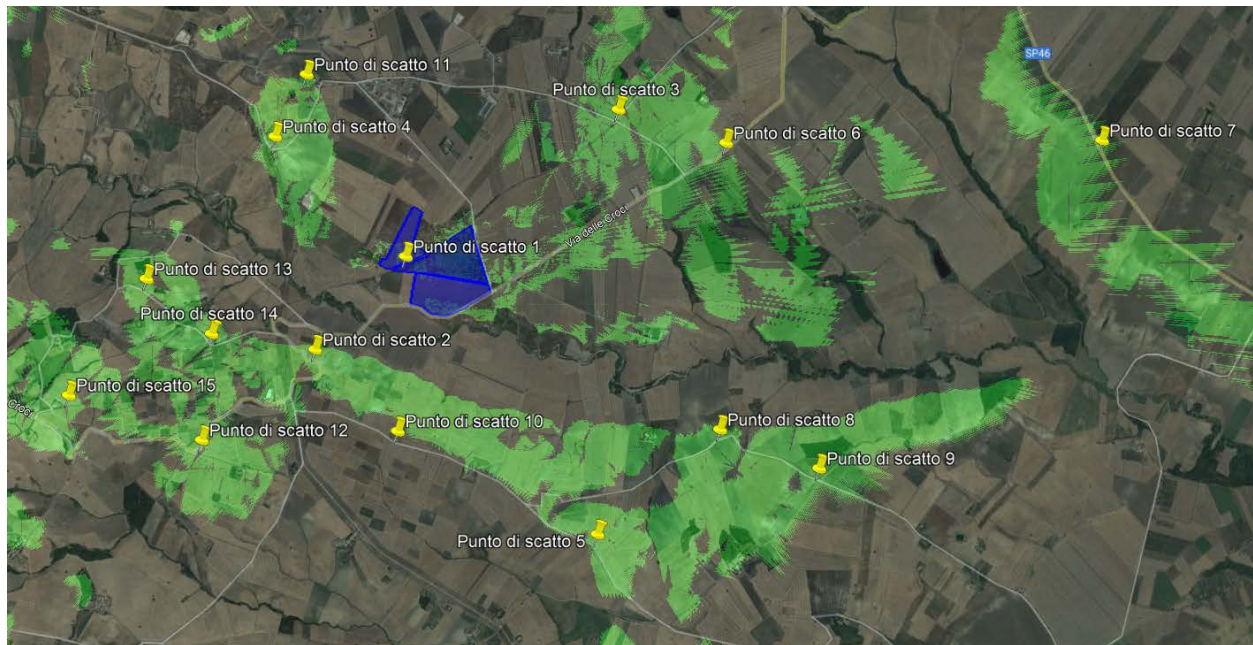 SP46
Punto di scatto 11
Punto di scatto 3
Punto di scatto 4
Punto di scatto 6
Punto di scatto 7
Via delle Croci
Punto di scatto 1
Punto di scatto 13
Punto di scatto 14
Punto di scatto 2
Punto di scatto 15
Croci
Punto di scatto 12
Punto di scatto 10
Punto di scatto 8
Punto di scatto 9
Punto di scatto 5